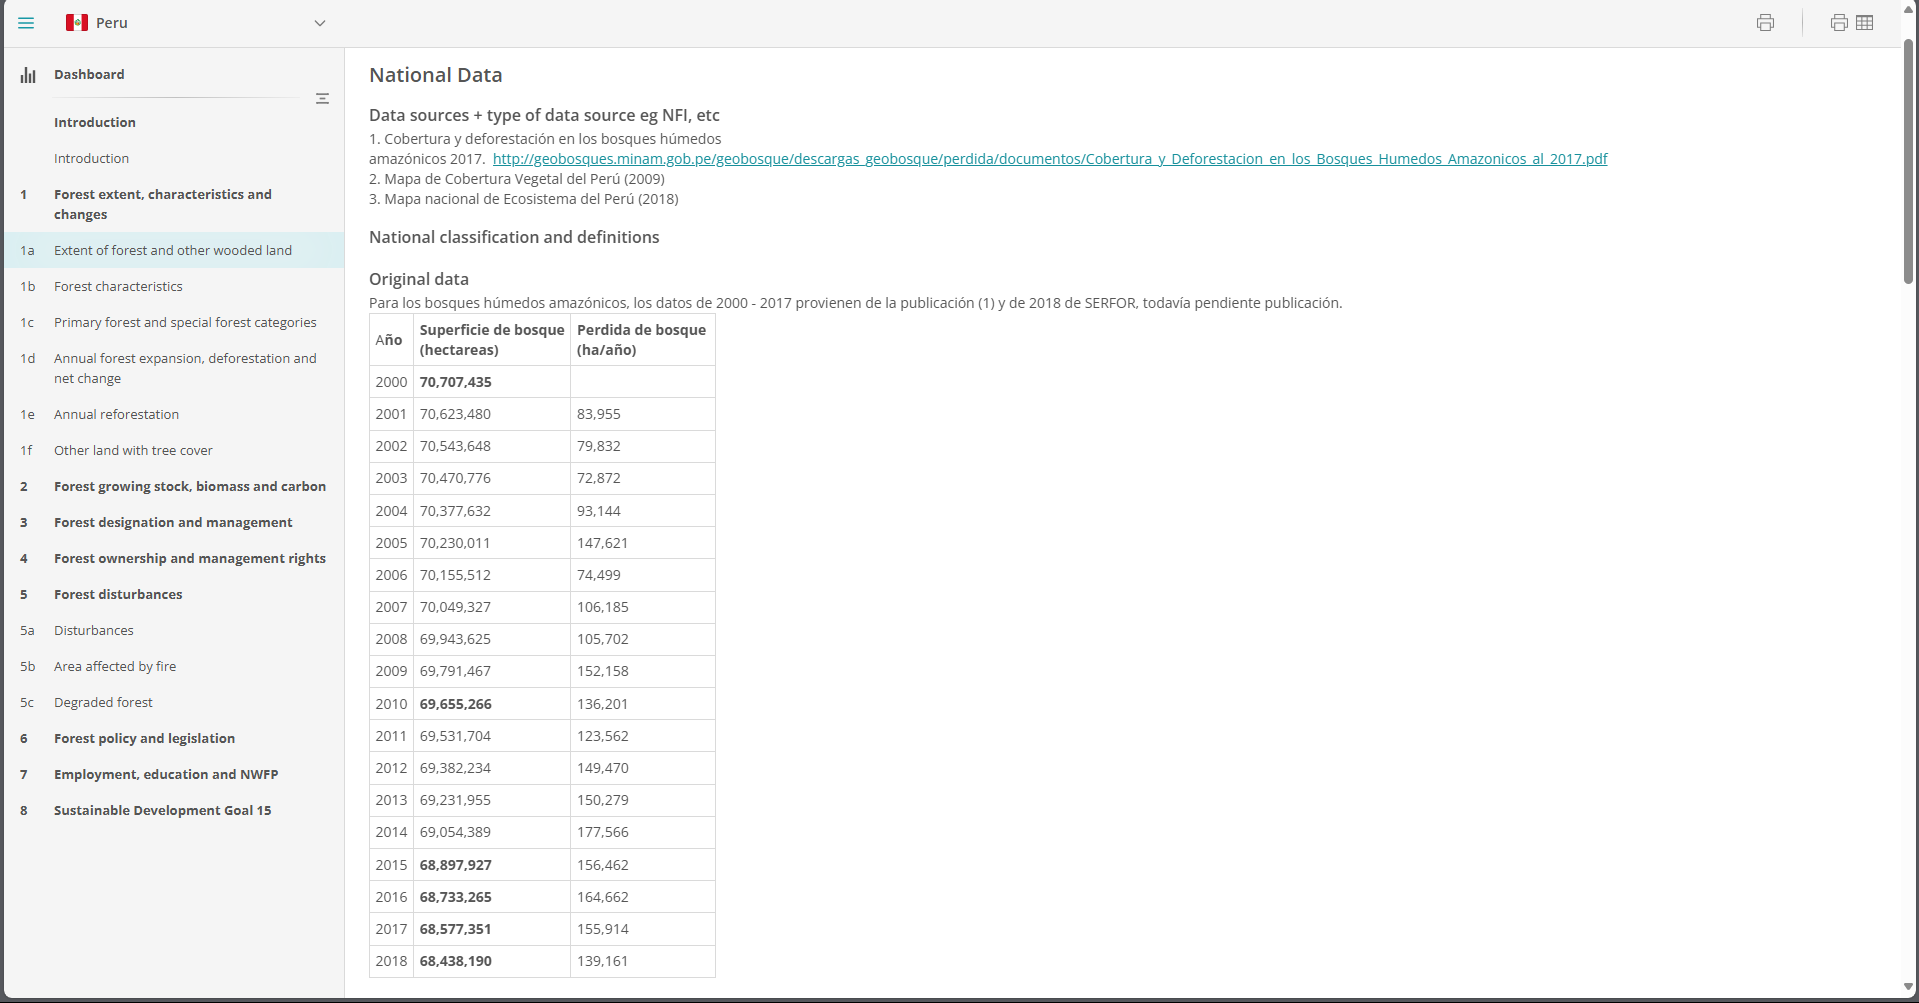 Peru
Dashboard
Introduction
Introduction
1 Forest extent, characteristics and
changes
1a Extent of forest and other wooded land
1b Forest characteristics
1c Primary forest and special forest categories
1d Annual forest expansion, deforestation and
net change
1e Annual reforestation
1f Other land with tree cover
2 Forest growing stock, biomass and carbon
3 Forest designation and management
4 Forest ownership and management rights
5 Forest disturbances
5a Disturbances
5b Area affected by fire
5c Degraded forest
6 Forest policy and legislation
7 Employment, education and NWFP
8 Sustainable Development Goal 15
National Data
Data sources + type of data source eg NFI, etc
1. Cobertura y deforestación en los bosques húmedos
amazónicos 2017. http://geobosques.minam.gob.pe/geobosque/descargas_geobosque/perdida/documentos/Cobertura_y_Deforestacion_en_los_Bosques_Humedos_Amazonicos_al_2017.pdf
2. Mapa de Cobertura Vegetal del Perú (2009)
3. Mapa nacional de Ecosistema del Perú (2018)
National classification and definitions
Original data
Para los bosques húmedos amazónicos, los datos de 2000 - 2017 provienen de la publicación (1) y de 2018 de SERFOR, todavía pendiente publicación.
Año Superficie de bosque (hectareas) Perdida de bosque (ha/año)
2000 70,707,435
2001 70,623,480 83,955
2002 70,543,648 79,832
2003 70,470,776 72,872
2004 70,377,632 93,144
2005 70,230,011 147,621
2006 70,155,512 74,499
2007 70,049,327 106,185
2008 69,943,625 105,702
2009 69,791,467 152,158
2010 69,655,266 136,201
2011 69,531,704 123,562
2012 69,382,234 149,470
2013 69,231,955 150,279
2014 69,054,389 177,566
2015 68,897,927 156,462
2016 68,733,265 164,662
2017 68,577,351 155,914
2018 68,438,190 139,161